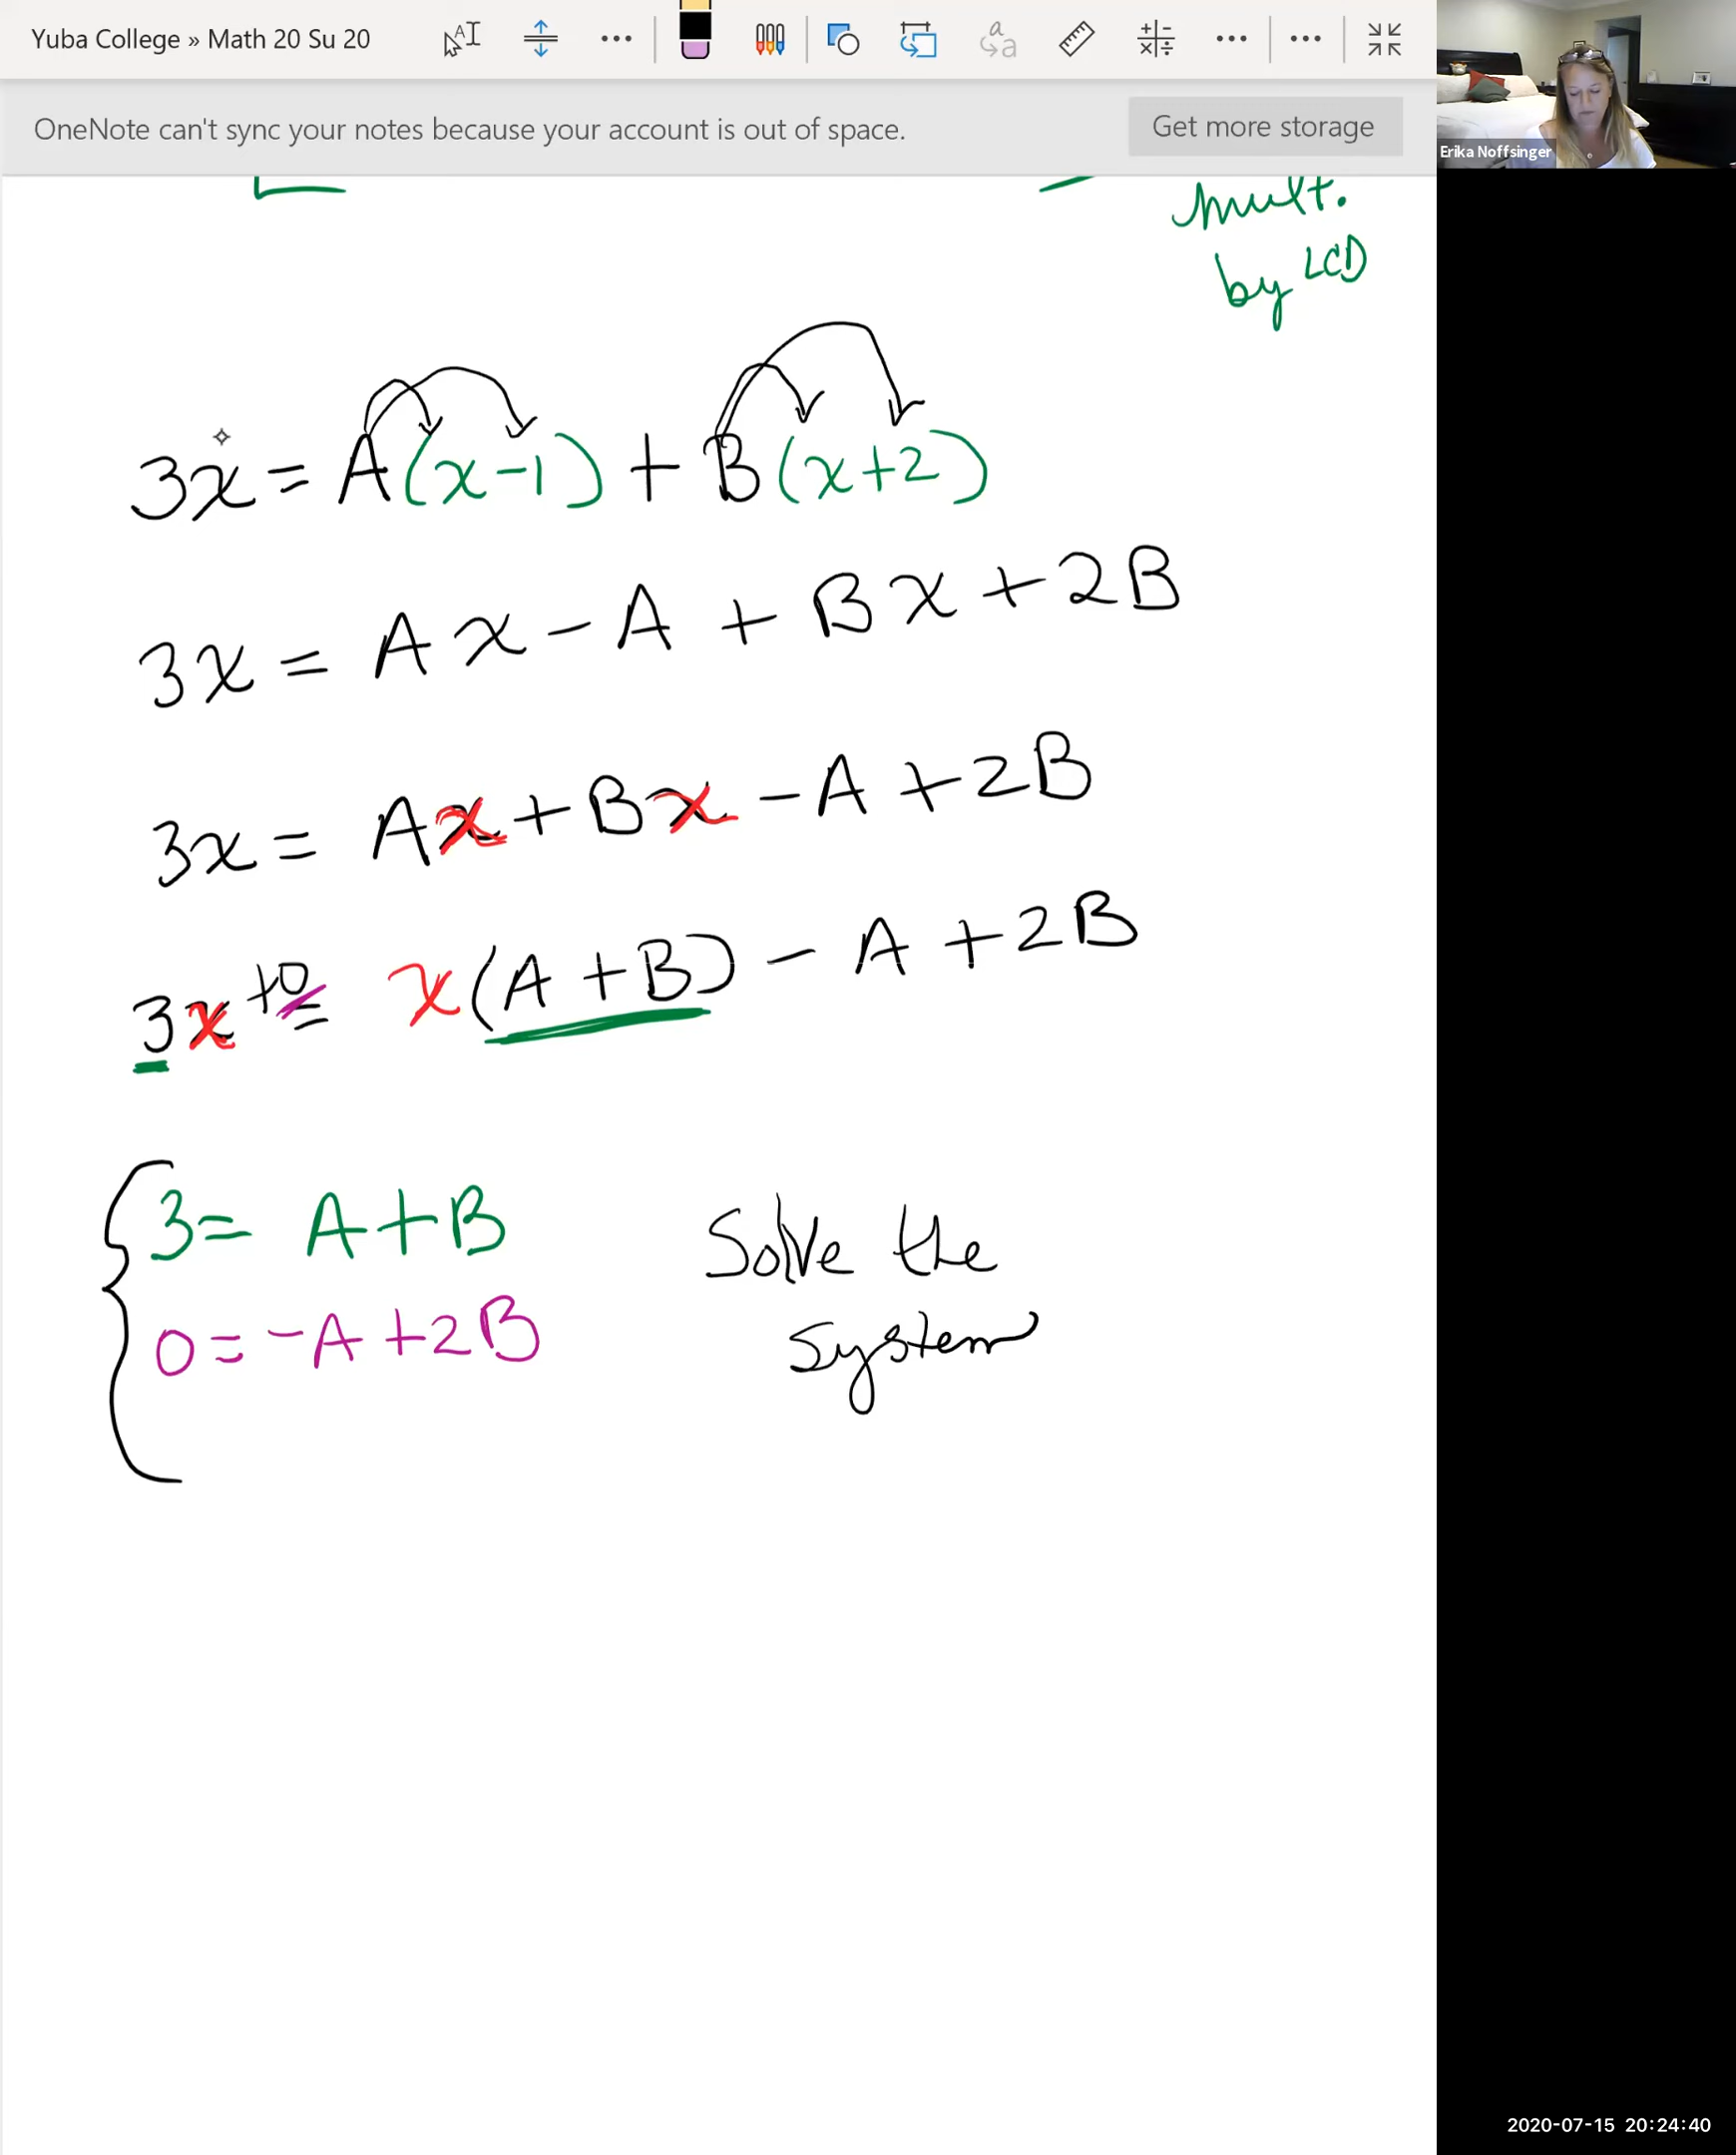 Yuba College » Math 20 Su 20
OneNote can't sync your notes because your account is out of space.
Get more storage
Erika Noffsinger
mult.
by LCD
3x = A(x-1) + B(x+2)
3x = Ax - A + Bx + 2B
3x = Ax + Bx - A + 2B
3x +0 = x(A + B) - A + 2B
3 = A + B
0 = -A + 2B
Solve the
system
2020-07-15 20:24:40